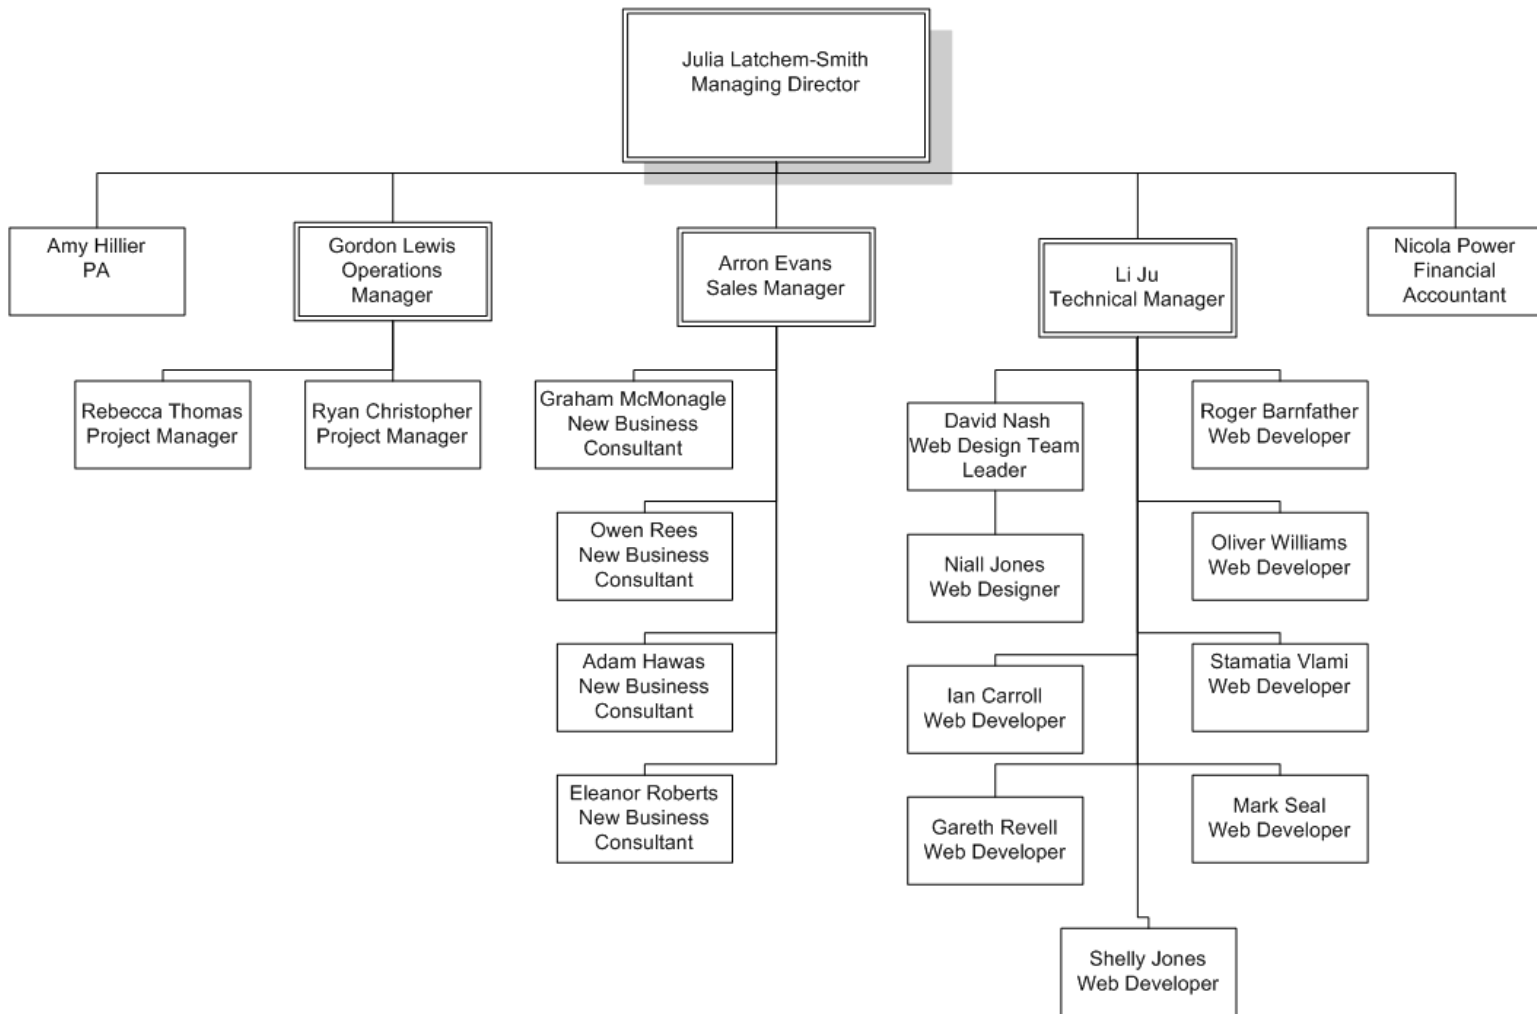 Julia Latchem-Smith
Managing Director
Amy Hillier
PA
Gordon Lewis
Operations
Manager
Arron Evans
Sales Manager
Li Ju
Technical Manager
Nicola Power
Financial
Accountant
Rebecca Thomas
Project Manager
Ryan Christopher
Project Manager
Graham McMonagle
New Business
Consultant
David Nash
Web Design Team
Leader
Roger Barnfather
Web Developer
Owen Rees
New Business
Consultant
Niall Jones
Web Designer
Oliver Williams
Web Developer
Adam Hawas
New Business
Consultant
Ian Carroll
Web Developer
Stamatia Vlami
Web Developer
Eleanor Roberts
New Business
Consultant
Gareth Revell
Web Developer
Mark Seal
Web Developer
Shelly Jones
Web Developer